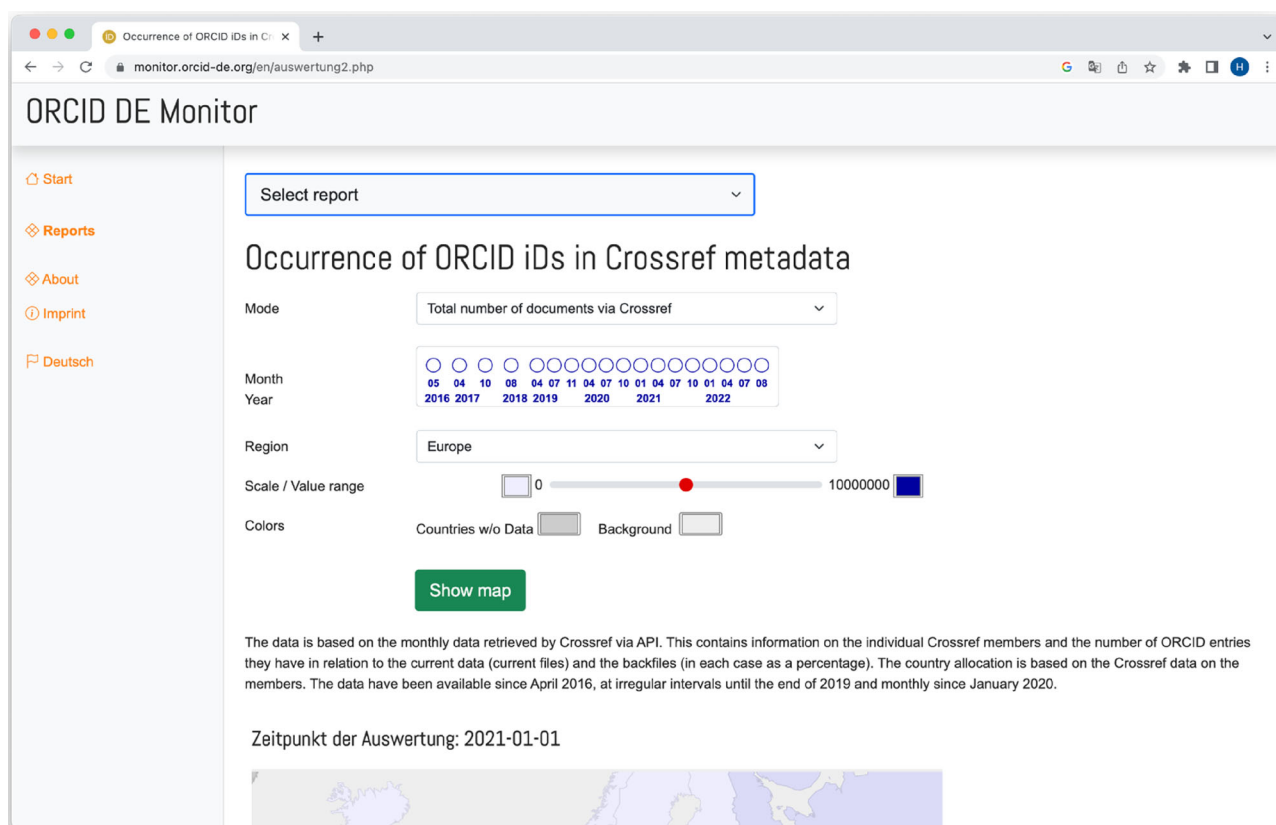 Occurrence of ORCID iDs in Cr
monitor.orcid-de.org/en/auswertung2.php
G
H
ORCID DE Monitor
Start
Reports
About
Imprint
Deutsch
Select report
Occurrence of ORCID iDs in Crossref metadata
Mode
Total number of documents via Crossref
Month
Year
05 04 10 08 04 07 11 04 07 10 01 04 07 10 01 04 07 08
2016 2017 2018 2019 2020 2021 2022
Region
Europe
Scale / Value range
0 10000000
Colors
Countries w/o Data Background
Show map
The data is based on the monthly data retrieved by Crossref via API. This contains information on the individual Crossref members and the number of ORCID entries
they have in relation to the current data (current files) and the backfiles (in each case as a percentage). The country allocation is based on the Crossref data on the
members. The data have been available since April 2016, at irregular intervals until the end of 2019 and monthly since January 2020.
Zeitpunkt der Auswertung: 2021-01-01